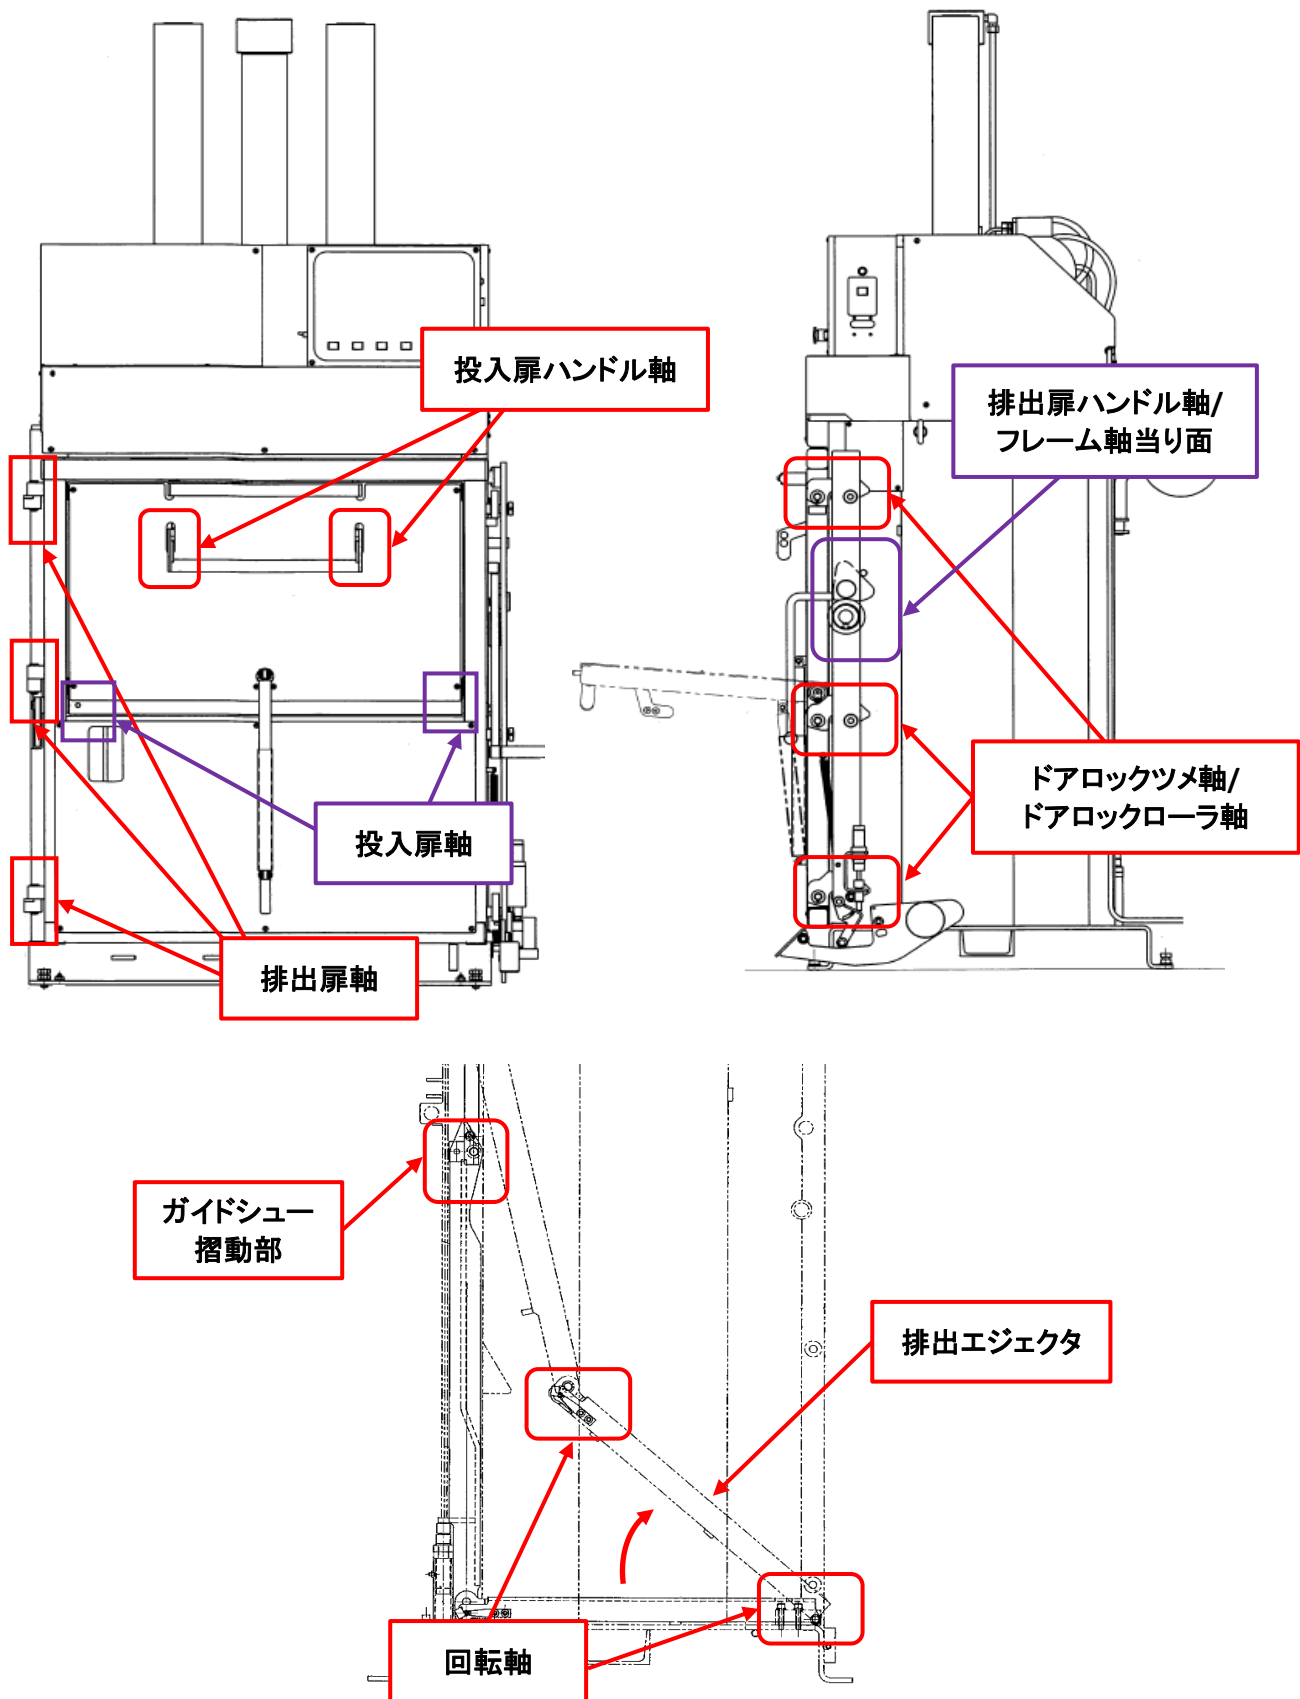 投入扉ハンドル軸
排出扉ハンドル軸/
フレーム軸当り面
ドアロックツメ軸/
ドアロックローラ軸
投入扉軸
排出扉軸
ガイドシュー
摺動部
排出エジェクタ
回転軸